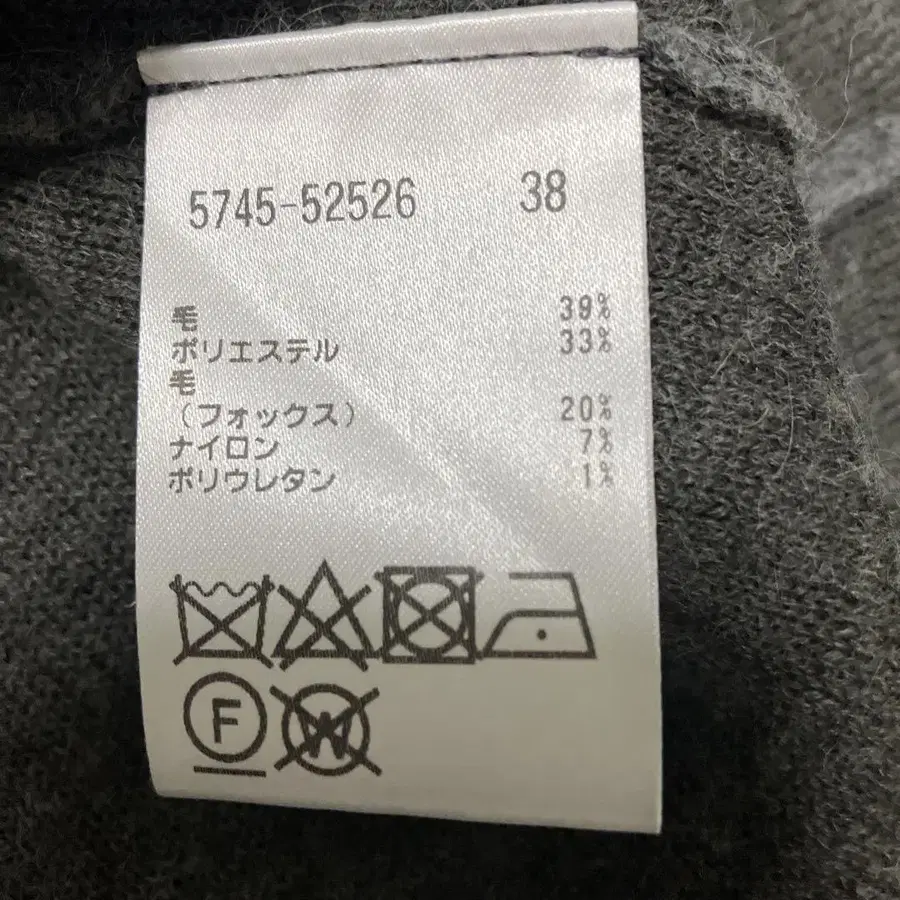 5745-52526 38
毛 39%
ポリエステル 33%
毛
(フォックス) 20%
ナイロン 7%
ポリウレタン 1%
F W